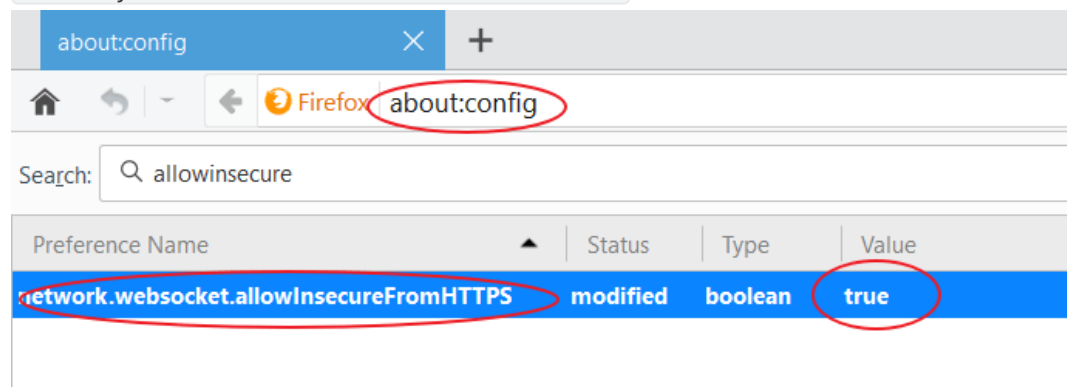 about:config
Firefox about:config
Search: allowinsecure
Preference Name Status Type Value
network.websocket.allowInsecureFromHTTPS modified boolean true